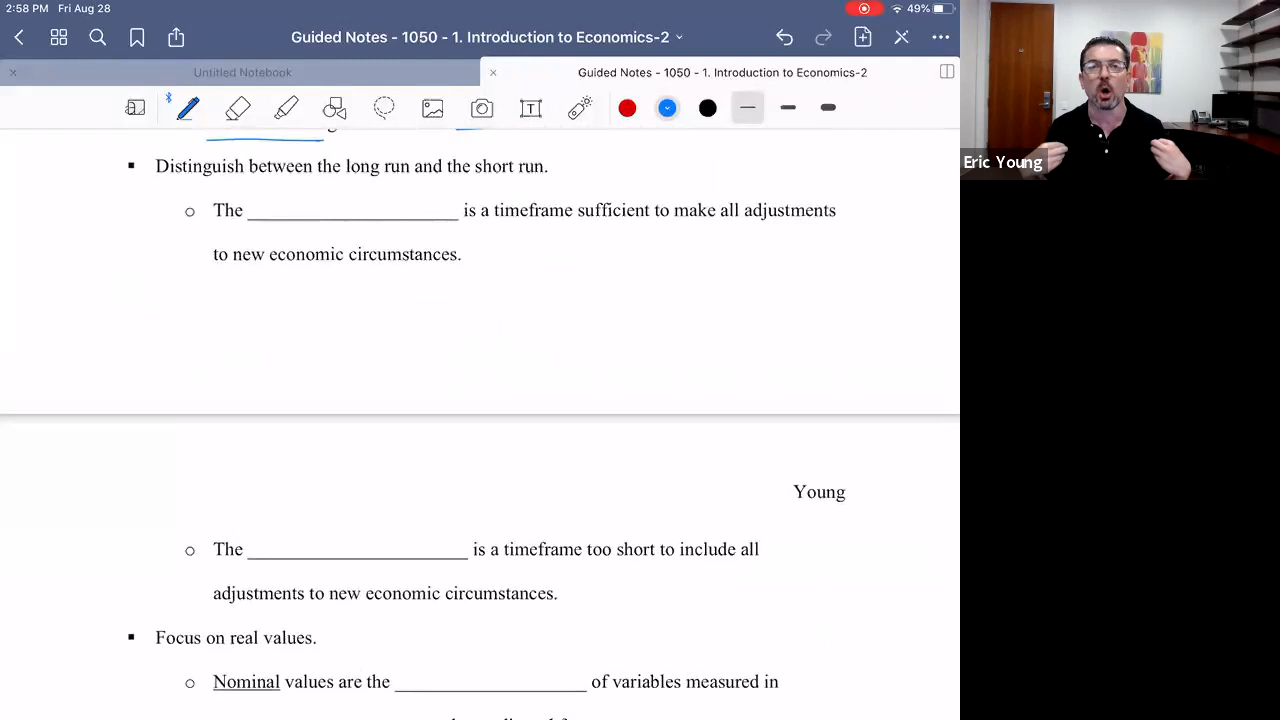 2:58 PM Fri Aug 28
49%
Guided Notes - 1050 - 1. Introduction to Economics-2
Untitled Notebook
Guided Notes - 1050 - 1. Introduction to Economics-2
▪ Distinguish between the long run and the short run.
o The ____________________ is a timeframe sufficient to make all adjustments
to new economic circumstances.
Young
o The _____________________ is a timeframe too short to include all
adjustments to new economic circumstances.
▪ Focus on real values.
o Nominal values are the __________________ of variables measured in
Eric Young